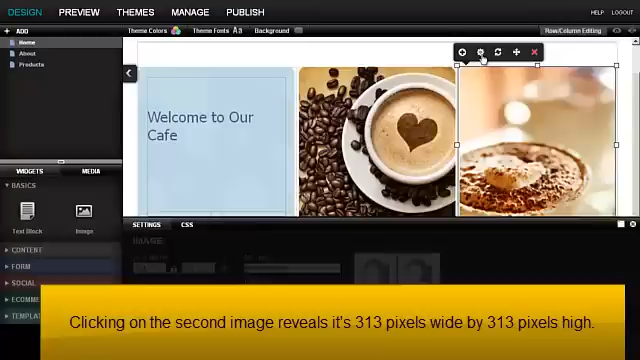 DESIGN PREVIEW THEMES MANAGE PUBLISH HELP LOGOUT
ADD Theme Colors Theme Fonts Background Row/Column Editing
Home
About
Products
Welcome to Our
Cafe
WIDGETS MEDIA
SETTINGS CSS
BASICS
IMAGE
Text Block Image
CONTENT
FORM
SOCIAL
Clicking on the second image reveals it's 313 pixels wide by 313 pixels high.